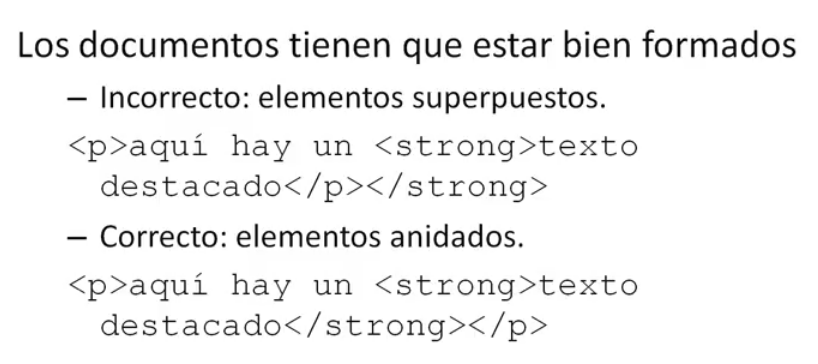 Los documentos tienen que estar bien formados
– Incorrecto: elementos superpuestos.
<p>aquí hay un <strong>texto
destacado</p></strong>
– Correcto: elementos anidados.
<p>aquí hay un <strong>texto
destacado</strong></p>